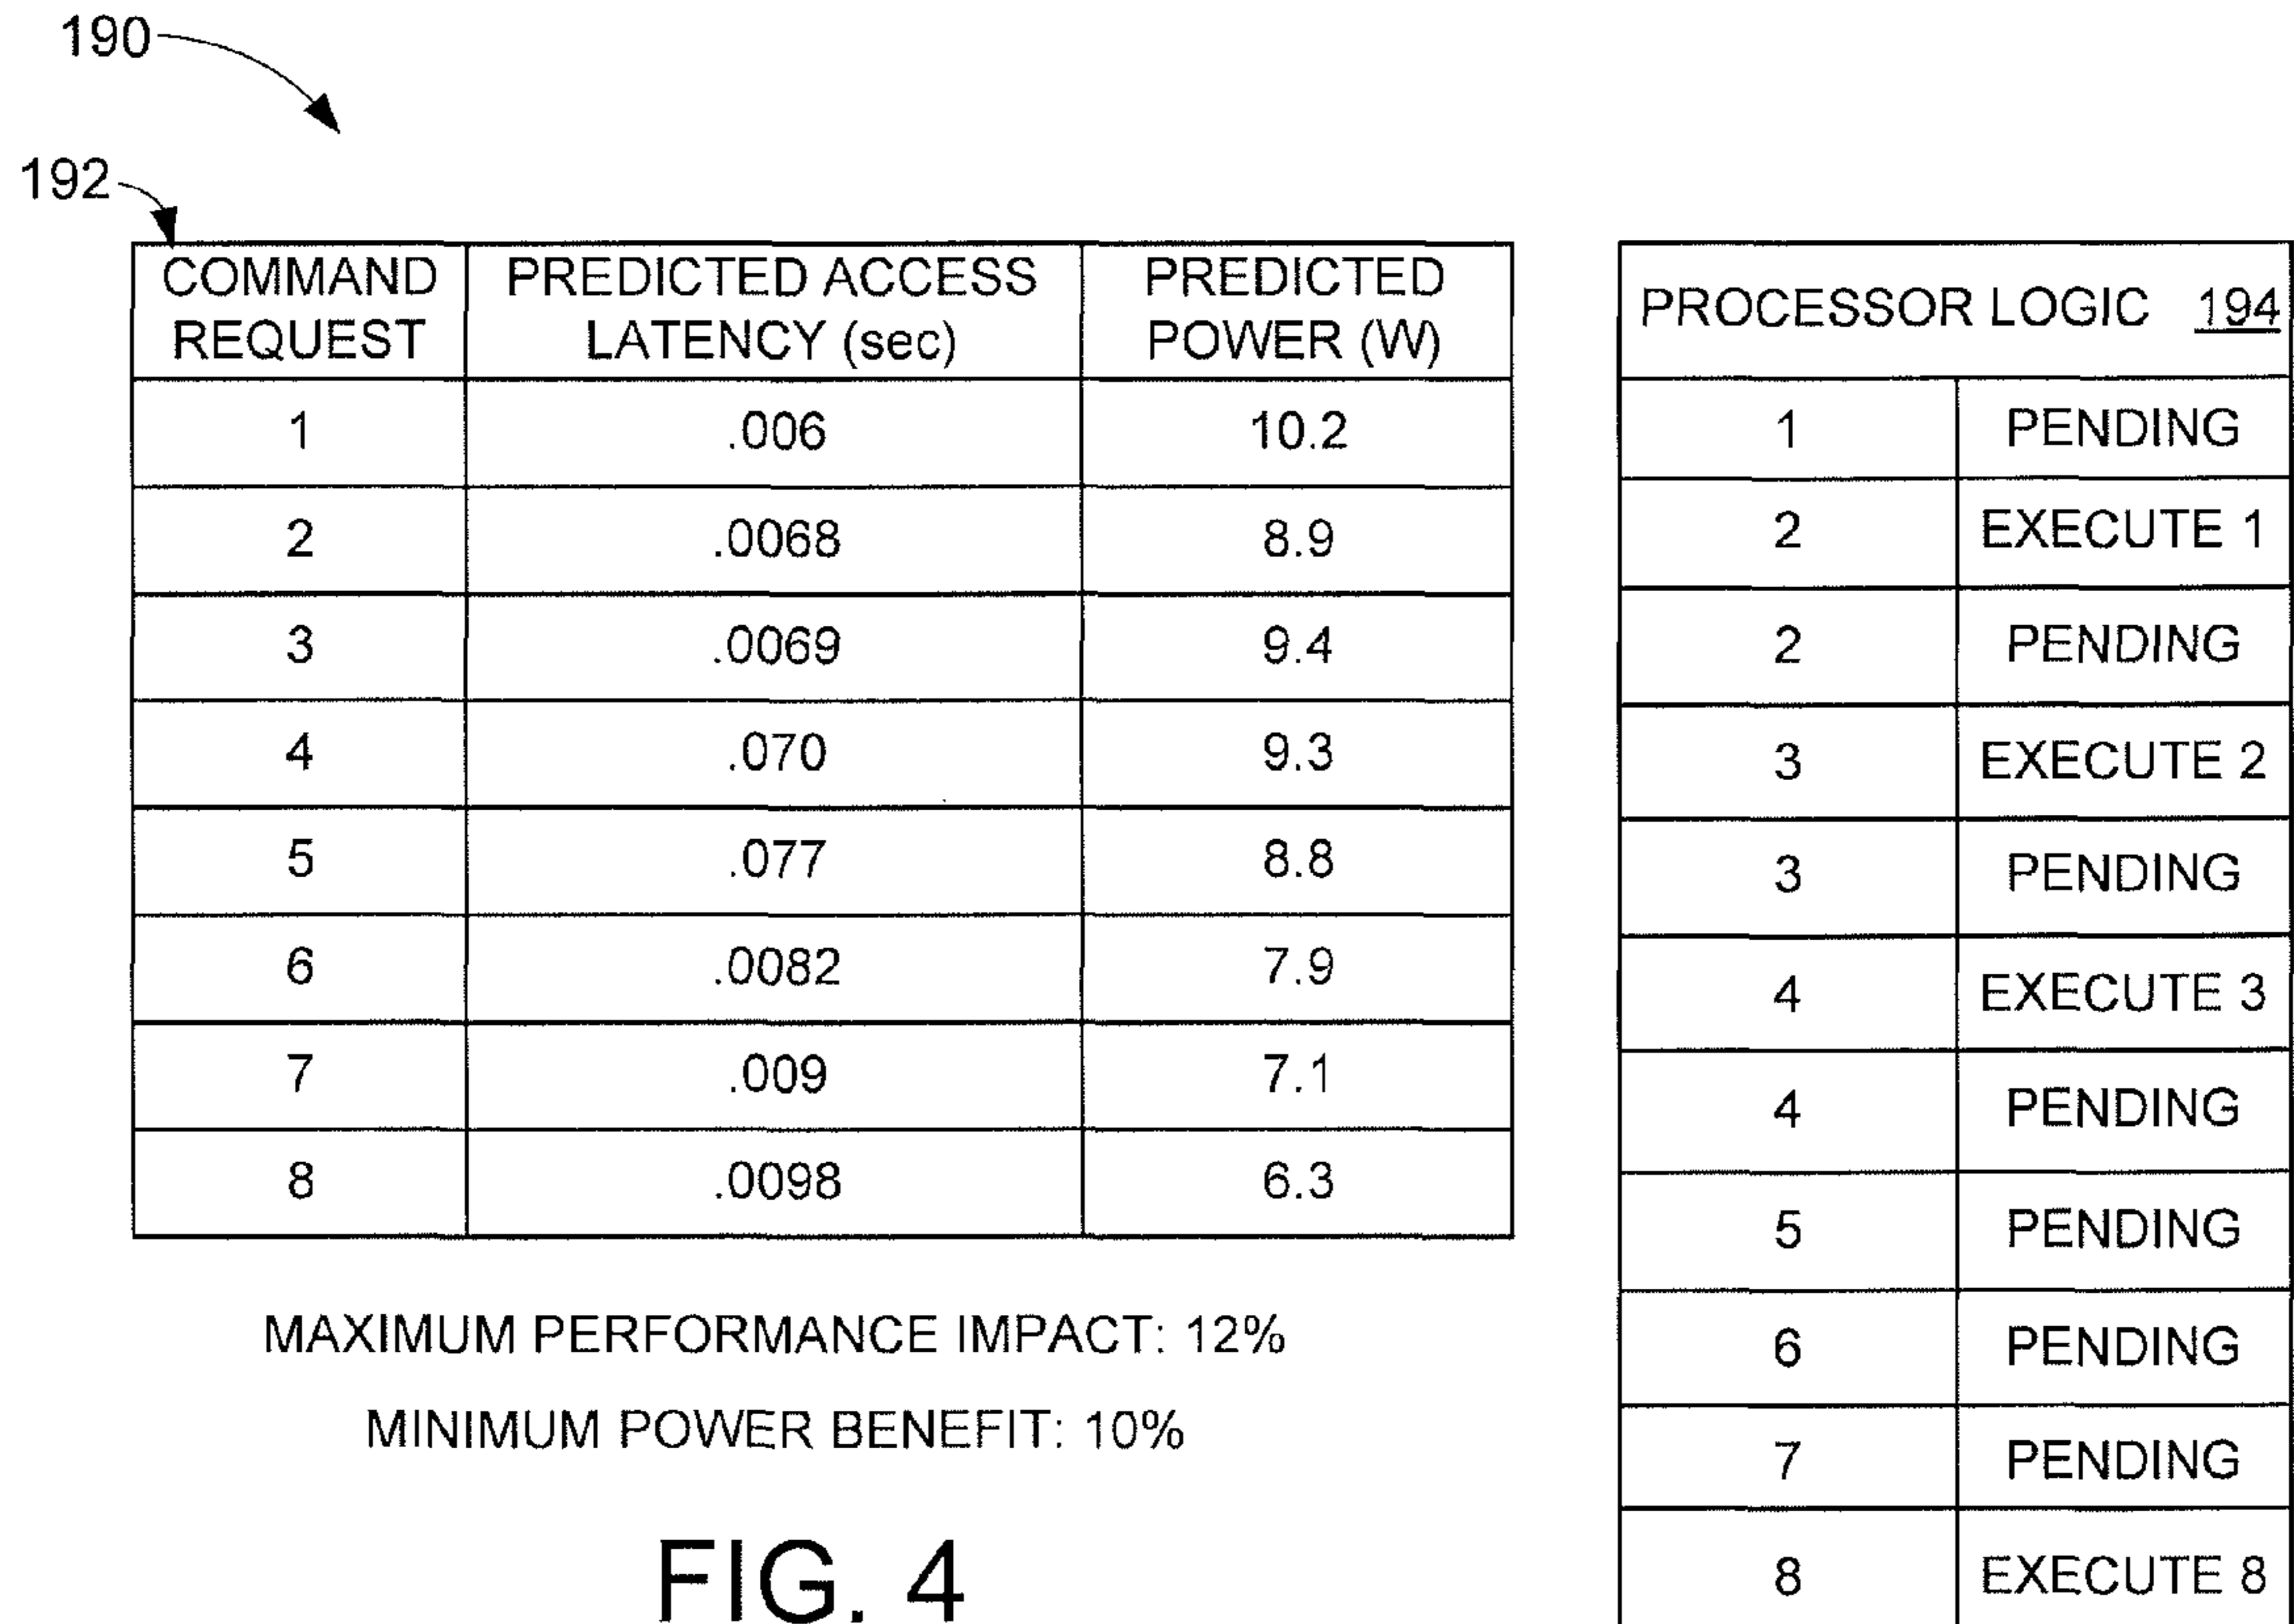 190
192
COMMAND REQUEST PREDICTED ACCESS LATENCY (sec) PREDICTED POWER (W)
1 .006 10.2
2 .0068 8.9
3 .0069 9.4
4 .070 9.3
5 .077 8.8
6 .0082 7.9
7 .009 7.1
8 .0098 6.3
MAXIMUM PERFORMANCE IMPACT: 12%
MINIMUM POWER BENEFIT: 10%
FIG. 4
PROCESSOR LOGIC 194
1 PENDING
2 EXECUTE 1
2 PENDING
3 EXECUTE 2
3 PENDING
4 EXECUTE 3
4 PENDING
5 PENDING
6 PENDING
7 PENDING
8 EXECUTE 8